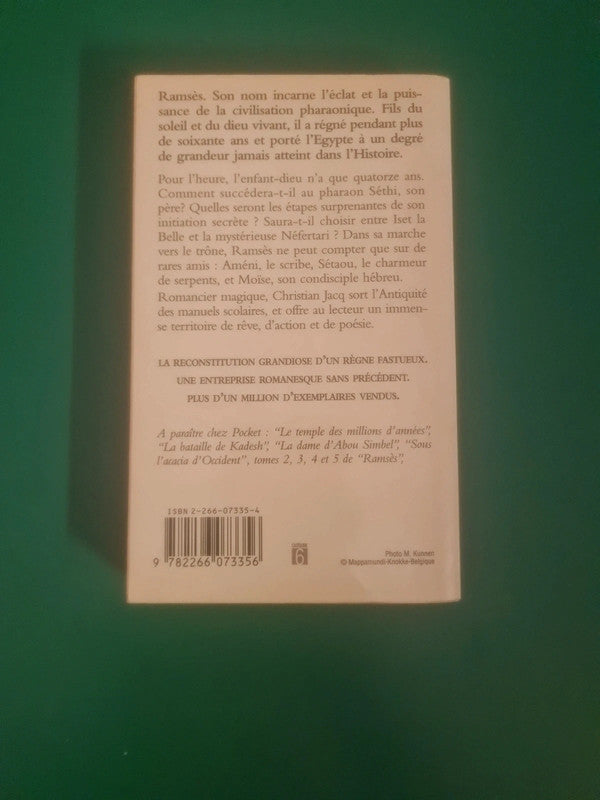 Ramsès. Son nom incarne l'éclat et la puis-
sance de la civilisation pharaonique. Fils du
soleil et du dieu vivant, il a régné pendant plus
de soixante ans et porté l'Egypte à un degré
de grandeur jamais atteint dans l'Histoire.
Pour l'heure, l'enfant-dieu n'a que quatorze ans.
Comment succédera-t-il au pharaon Séthi, son
père? Quelles seront les étapes surprenantes de son
initiation secrète ? Saura-t-il choisir entre Iset la
Belle et la mystérieuse Néfertari ? Dans sa marche
vers le trône, Ramsès ne peut compter que sur de
rares amis : Améni, le scribe, Sétaou, le charmeur
de serpents, et Moïse, son condisciple hébreu.
Romancier magique, Christian Jacq sort l'Antiquité
des manuels scolaires, et offre au lecteur un immen-
se territoire de rêve, d'action et de poésie.
LA RECONSTITUTION GRANDIOSE D'UN RÈGNE FASTUEUX.
UNE ENTREPRISE ROMANESQUE SANS PRÉCÉDENT.
PLUS D'UN MILLION D'EXEMPLAIRES VENDUS.
A paraître chez Pocket : "Le temple des millions d'années",
"La bataille de Kadesh", "La dame d'Abou Simbel", "Sous
l'acacia d'Occident", tomes 2, 3, 4 et 5 de "Ramsès",
ISBN 2-266-07335-4
9 782266 073356
CATÉGORIE
6
Photo M. Kunnen
© Mappamundi-Knokke-Belgique